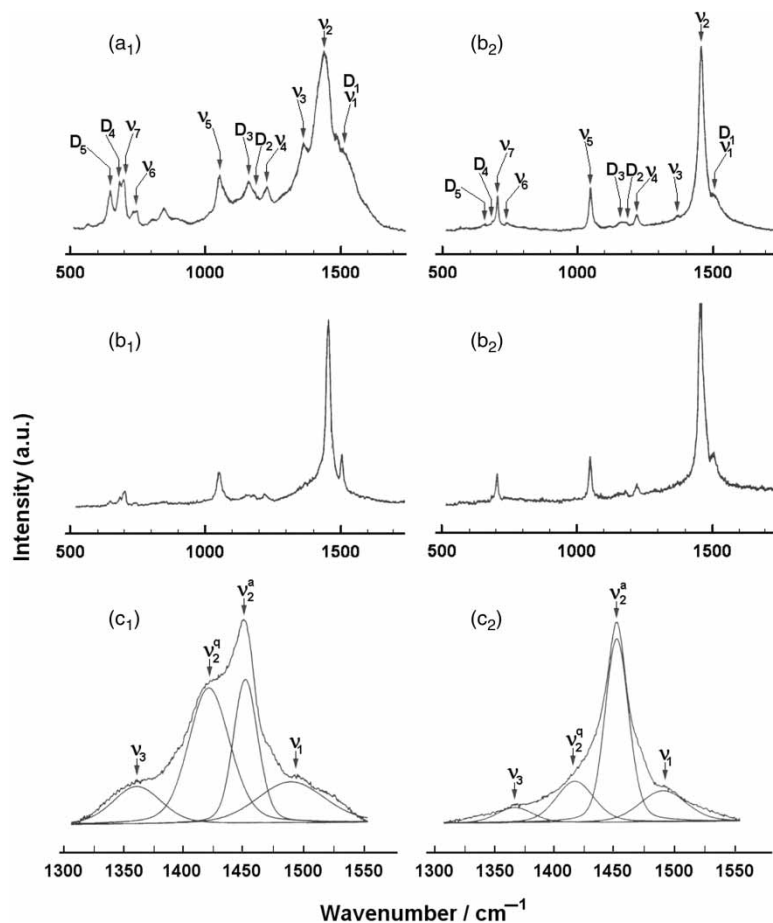 (a₁)
ν₂
ν₃
D₁
ν₁
D₅
D₄
ν₇
ν₆
ν₅
D₃
D₂
ν₄
500 1000 1500
(b₂)
ν₂
D₁
ν₁
ν₃
D₅
D₄
ν₇
ν₆
ν₅
D₃
D₂
ν₄
500 1000 1500
(b₁)
500 1000 1500
(b₂)
500 1000 1500
Intensity (a.u.)
(c₁)
ν₃
ν₂q
ν₂a
ν₁
1300 1350 1400 1450 1500 1550
(c₂)
ν₃
ν₂q
ν₂a
ν₁
1300 1350 1400 1450 1500 1550
Wavenumber / cm⁻¹